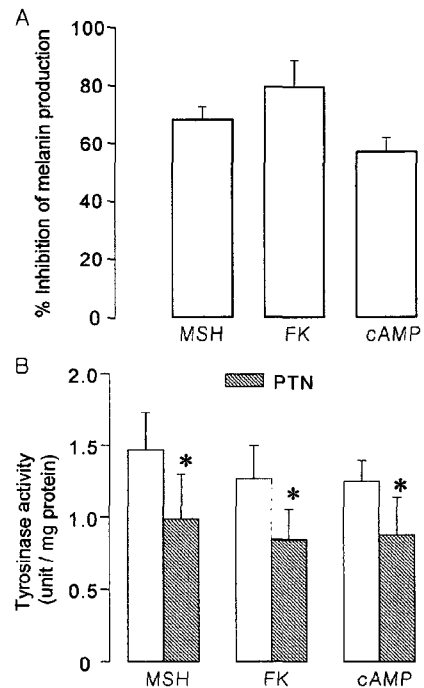 A
% Inhibition of melanin production
100
80
60
40
20
0
MSH FK cAMP
B
Tyrosinase activity
(unit / mg protein)
2.0
1.5
1.0
0.5
0
PTN
* * *
MSH FK cAMP